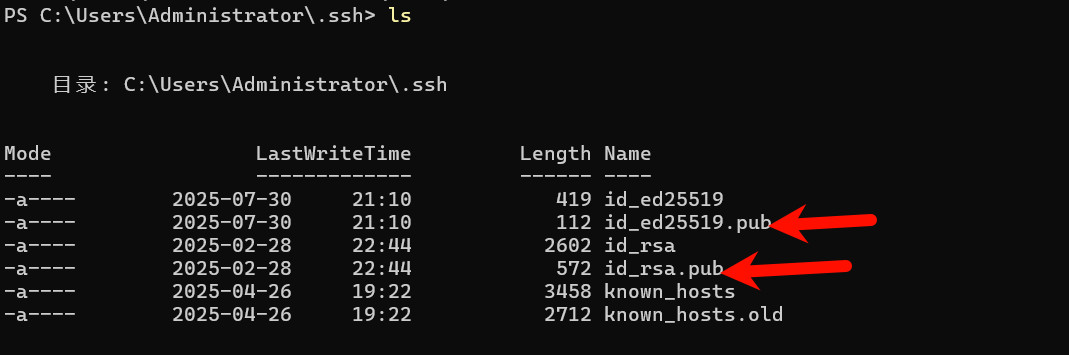 PS C:\Users\Administrator\.ssh> ls
目录: C:\Users\Administrator\.ssh
Mode                 LastWriteTime         Length Name
----                 -------------         ------ ----
-a----        2025-07-30     21:10            419 id_ed25519
-a----        2025-07-30     21:10            112 id_ed25519.pub
-a----        2025-02-28     22:44           2602 id_rsa
-a----        2025-02-28     22:44            572 id_rsa.pub
-a----        2025-04-26     19:22           3458 known_hosts
-a----        2025-04-26     19:22           2712 known_hosts.old